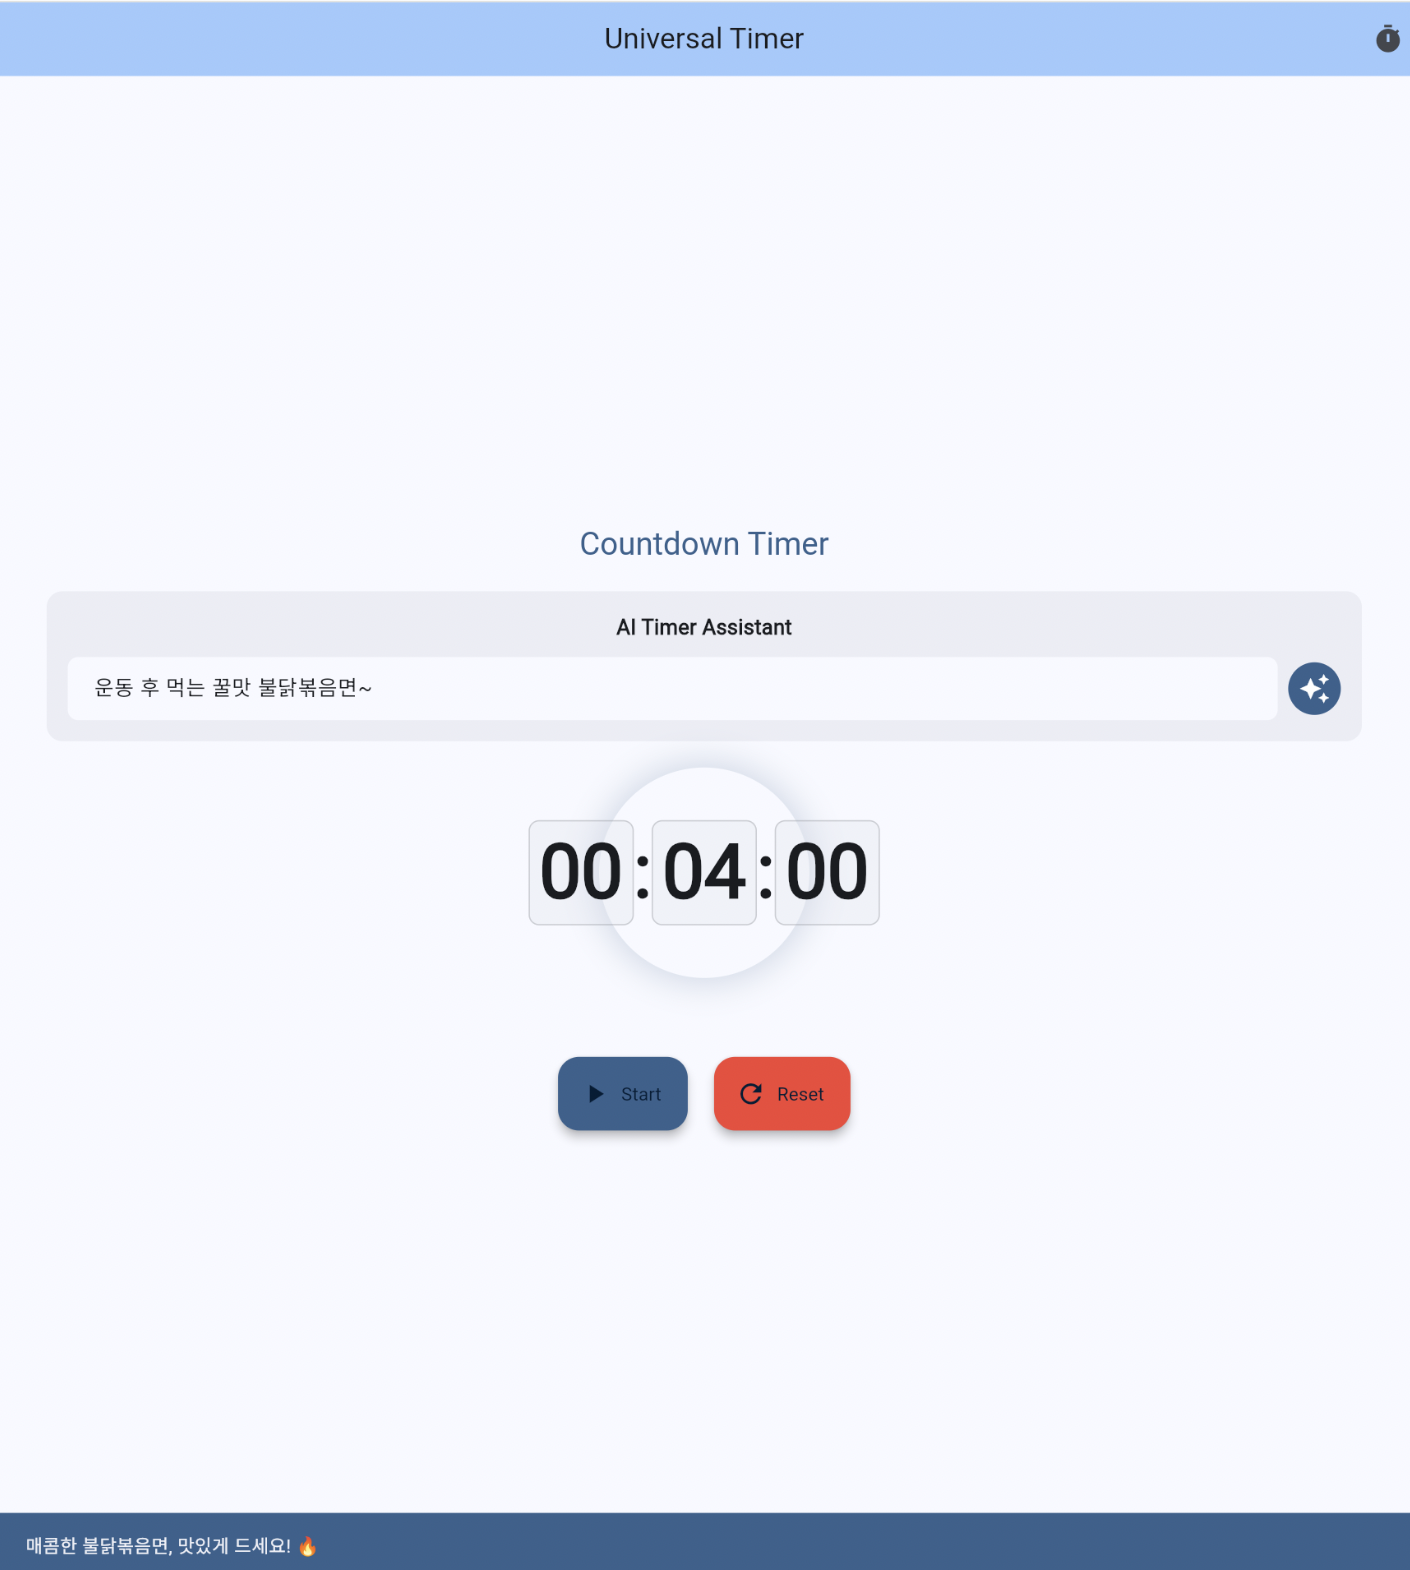 Universal Timer
Countdown Timer
AI Timer Assistant
운동 후 먹는 꿀맛 불닭볶음면~
00:04:00
Start
Reset
매콤한 불닭볶음면, 맛있게 드세요! 🔥